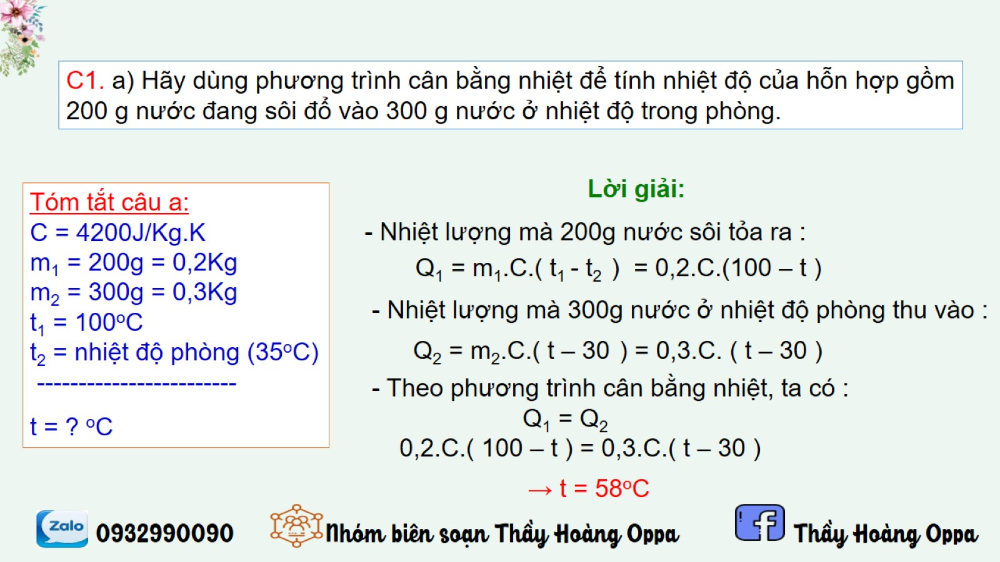 C1. a) Hãy dùng phương trình cân bằng nhiệt để tính nhiệt độ của hỗn hợp gồm
200 g nước đang sôi đổ vào 300 g nước ở nhiệt độ trong phòng.
Tóm tắt câu a:
C = 4200J/Kg.K
m₁ = 200g = 0,2Kg
m₂ = 300g = 0,3Kg
t₁ = 100ºC
t₂ = nhiệt độ phòng (35ºC)
------------------------
t = ? ºC
Lời giải:
- Nhiệt lượng mà 200g nước sôi tỏa ra :
Q₁ = m₁.C.( t₁ - t₂ ) = 0,2.C.(100 – t )
- Nhiệt lượng mà 300g nước ở nhiệt độ phòng thu vào :
Q₂ = m₂.C.( t – 30 ) = 0,3.C. ( t – 30 )
- Theo phương trình cân bằng nhiệt, ta có :
Q₁ = Q₂
0,2.C.( 100 – t ) = 0,3.C.( t – 30 )
→ t = 58ºC
Zalo 0932990090
Nhóm biên soạn Thầy Hoàng Oppa
Thầy Hoàng Oppa